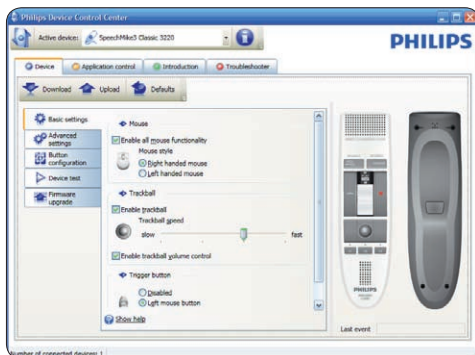 Philips Device Control Center
Active device: SpeechMike3 Classic 3220
PHILIPS
Device Application control Introduction Troubleshooter
Download Upload Defaults
Basic settings
Advanced settings
Button configuration
Device test
Firmware upgrade
Mouse
Enable all mouse functionality
Mouse style
Right handed mouse
Left handed mouse
Trackball
Enable trackball
Trackball speed
slow fast
Enable trackball volume control
Trigger button
Disabled
Left mouse button
Show help
PHILIPS
Last event
Number of connected devices: 1